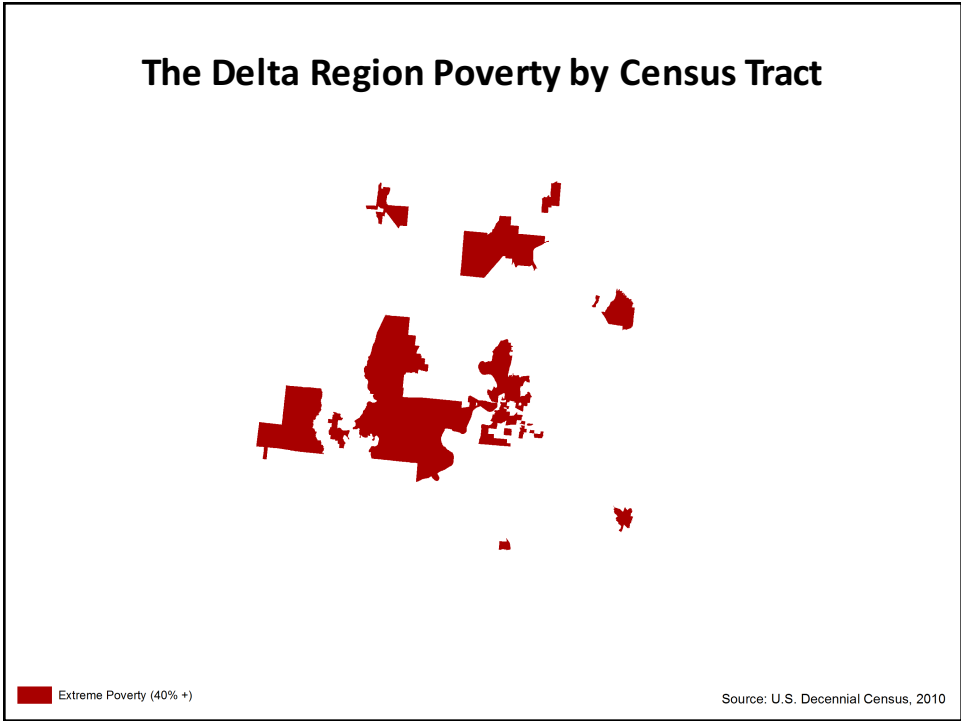 The Delta Region Poverty by Census Tract
Extreme Poverty (40% +)
Source: U.S. Decennial Census, 2010